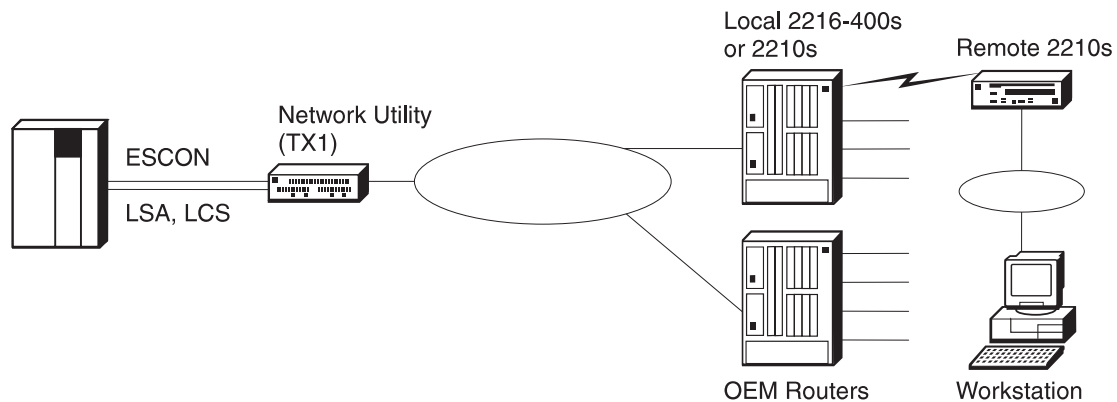 Local 2216-400s
or 2210s
Remote 2210s
Network Utility
(TX1)
ESCON
LSA, LCS
OEM Routers
Workstation